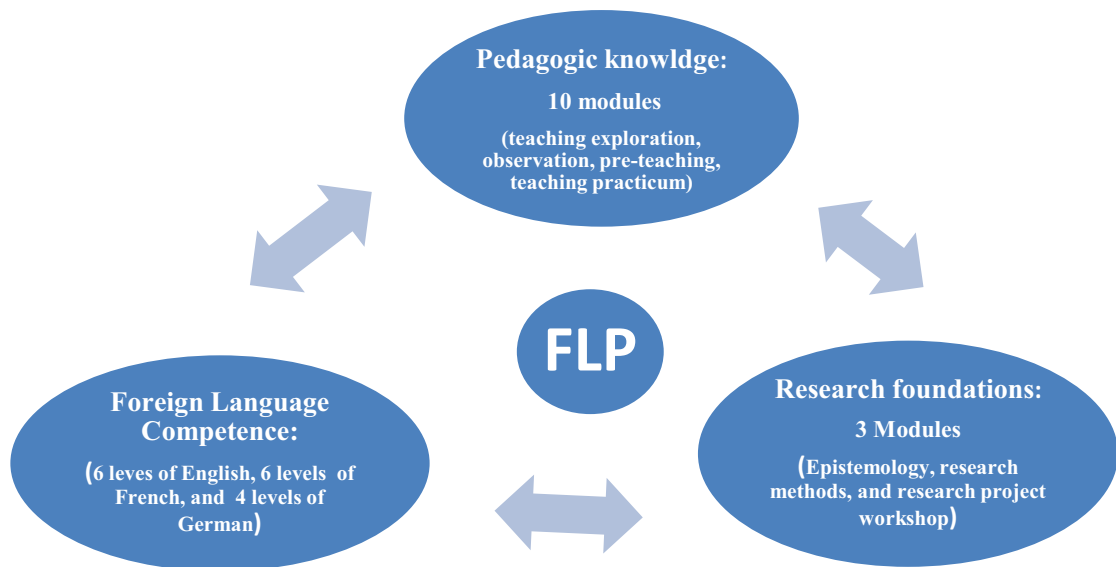 Pedagogic knowldge:
10 modules
(teaching exploration,
observation, pre-teaching,
teaching practicum)
FLP
Foreign Language
Competence:
(6 leves of English, 6 levels of
French, and 4 levels of
German)
Research foundations:
3 Modules
(Epistemology, research
methods, and research project
workshop)